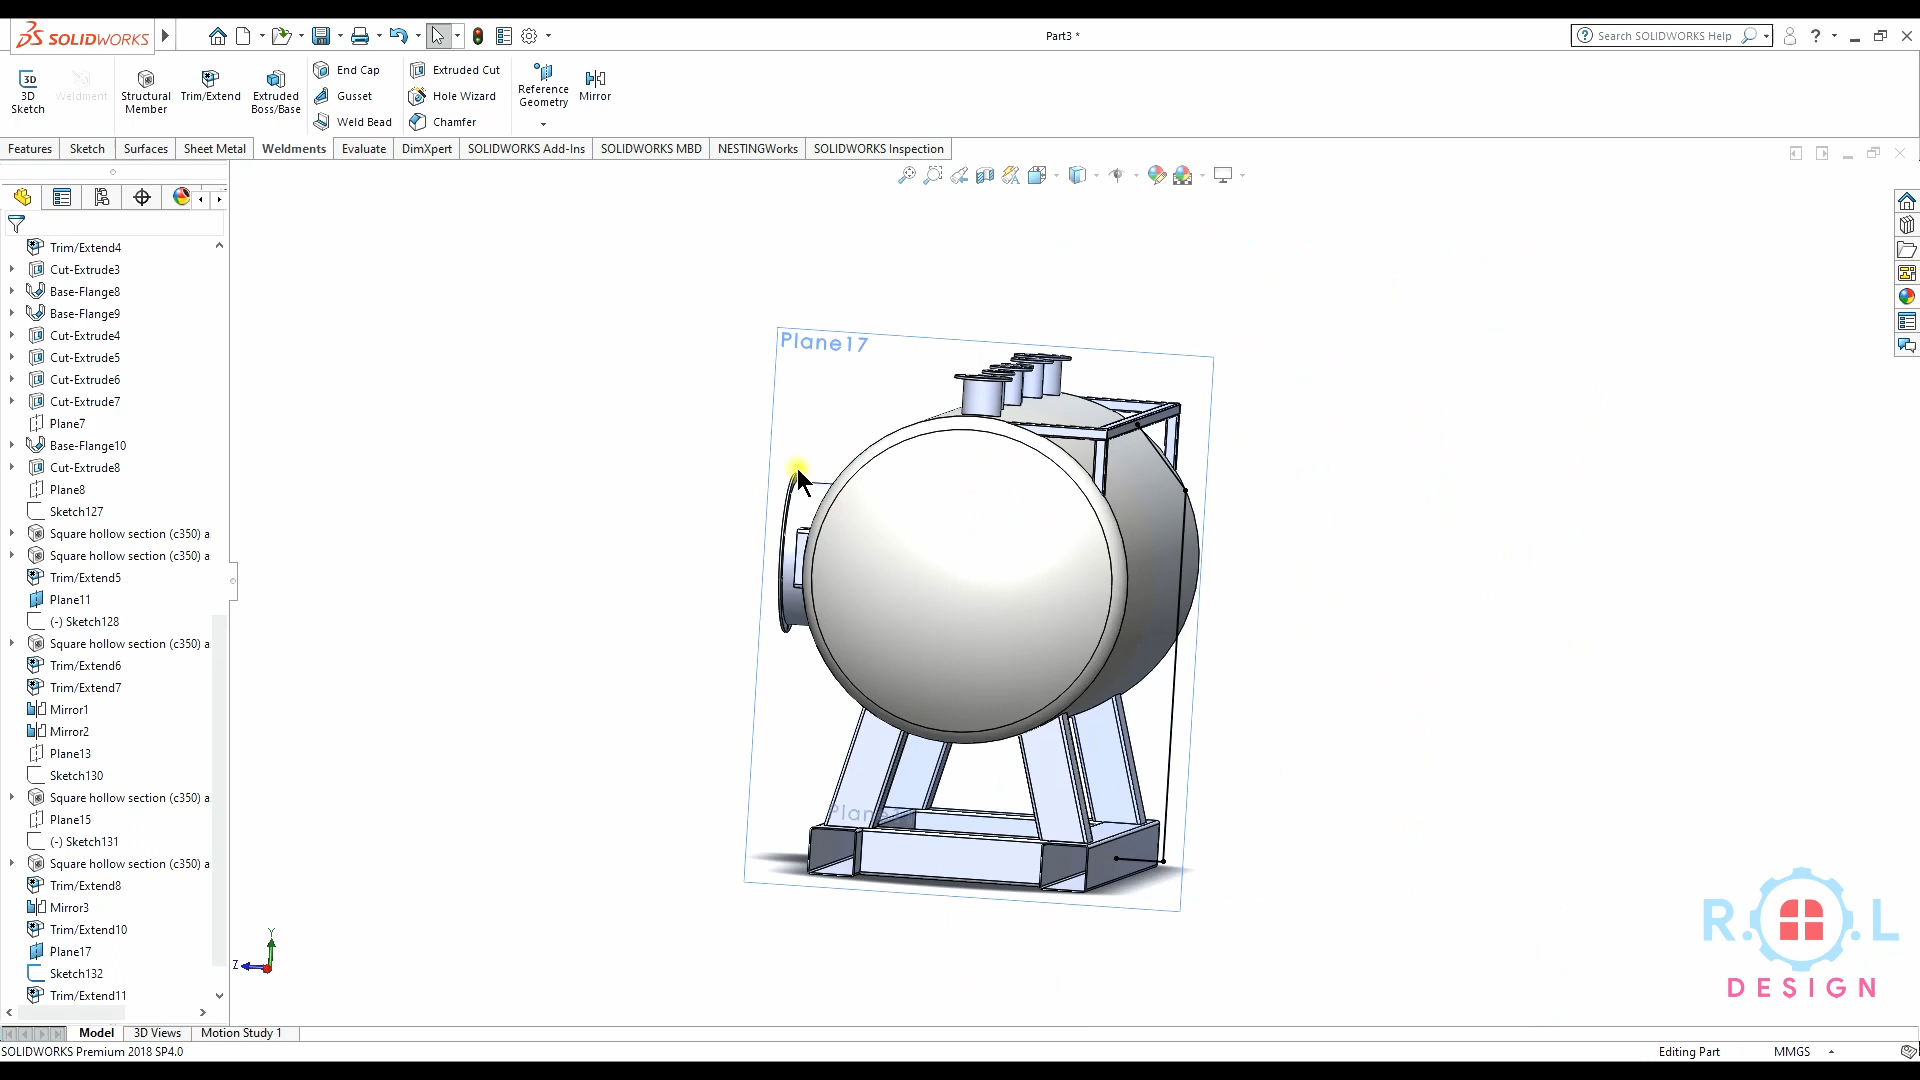 SOLIDWORKS
Part3 *
Search SOLIDWORKS Help
3D Sketch
Weldment
Structural Member
Trim/Extend
Extruded Boss/Base
End Cap
Gusset
Weld Bead
Extruded Cut
Hole Wizard
Chamfer
Reference Geometry
Mirror
Features
Sketch
Surfaces
Sheet Metal
Weldments
Evaluate
DimXpert
SOLIDWORKS Add-Ins
SOLIDWORKS MBD
NESTINGWorks
SOLIDWORKS Inspection
Trim/Extend4
Cut-Extrude3
Base-Flange8
Base-Flange9
Cut-Extrude4
Cut-Extrude5
Cut-Extrude6
Cut-Extrude7
Plane7
Base-Flange10
Cut-Extrude8
Plane8
Sketch127
Square hollow section (c350) a
Square hollow section (c350) a
Trim/Extend5
Plane11
(-) Sketch128
Square hollow section (c350) a
Trim/Extend6
Trim/Extend7
Mirror1
Mirror2
Plane13
Sketch130
Square hollow section (c350) a
Plane15
(-) Sketch131
Square hollow section (c350) a
Trim/Extend8
Mirror3
Trim/Extend10
Plane17
Sketch132
Trim/Extend11
Plane17
Y
Z
R. .L
DESIGN
Model
3D Views
Motion Study 1
SOLIDWORKS Premium 2018 SP4.0
Editing Part
MMGS